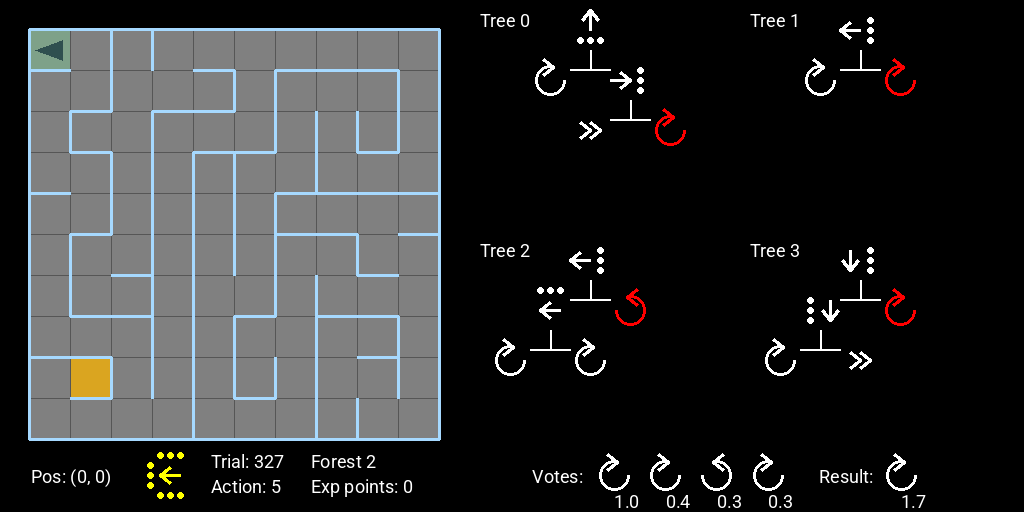 Tree 0
Tree 1
Tree 2
Tree 3
Pos: (0, 0)
Trial: 327
Forest 2
Action: 5
Exp points: 0
Votes:
1.0
0.4
0.3
0.3
Result:
1.7